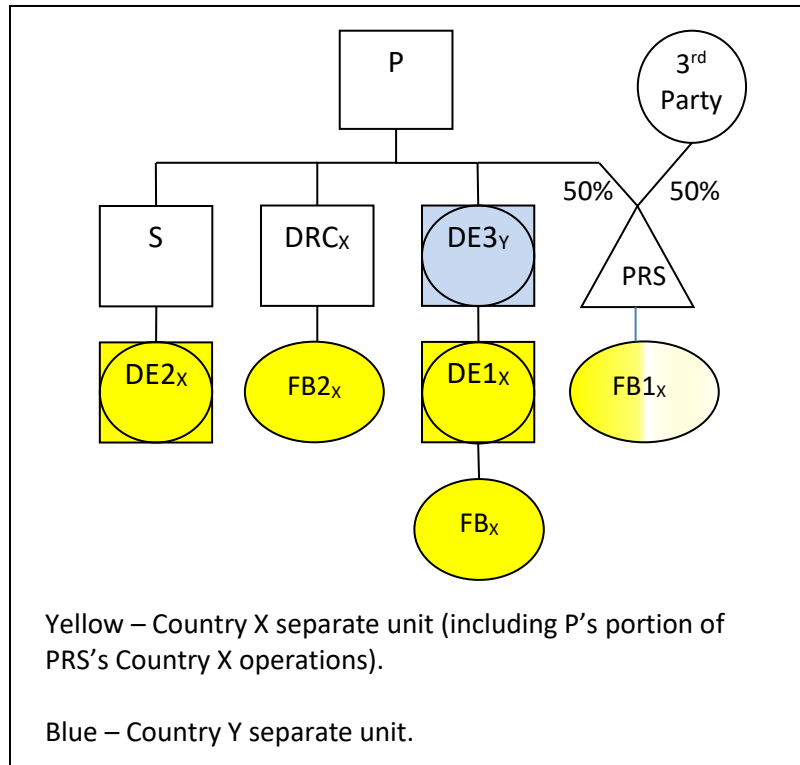 P
3rd
Party
50%
50%
S
DRCX
DE3Y
PRS
DE2X
FB2X
DE1X
FB1X
FBX
Yellow – Country X separate unit (including P’s portion of
PRS’s Country X operations).
Blue – Country Y separate unit.